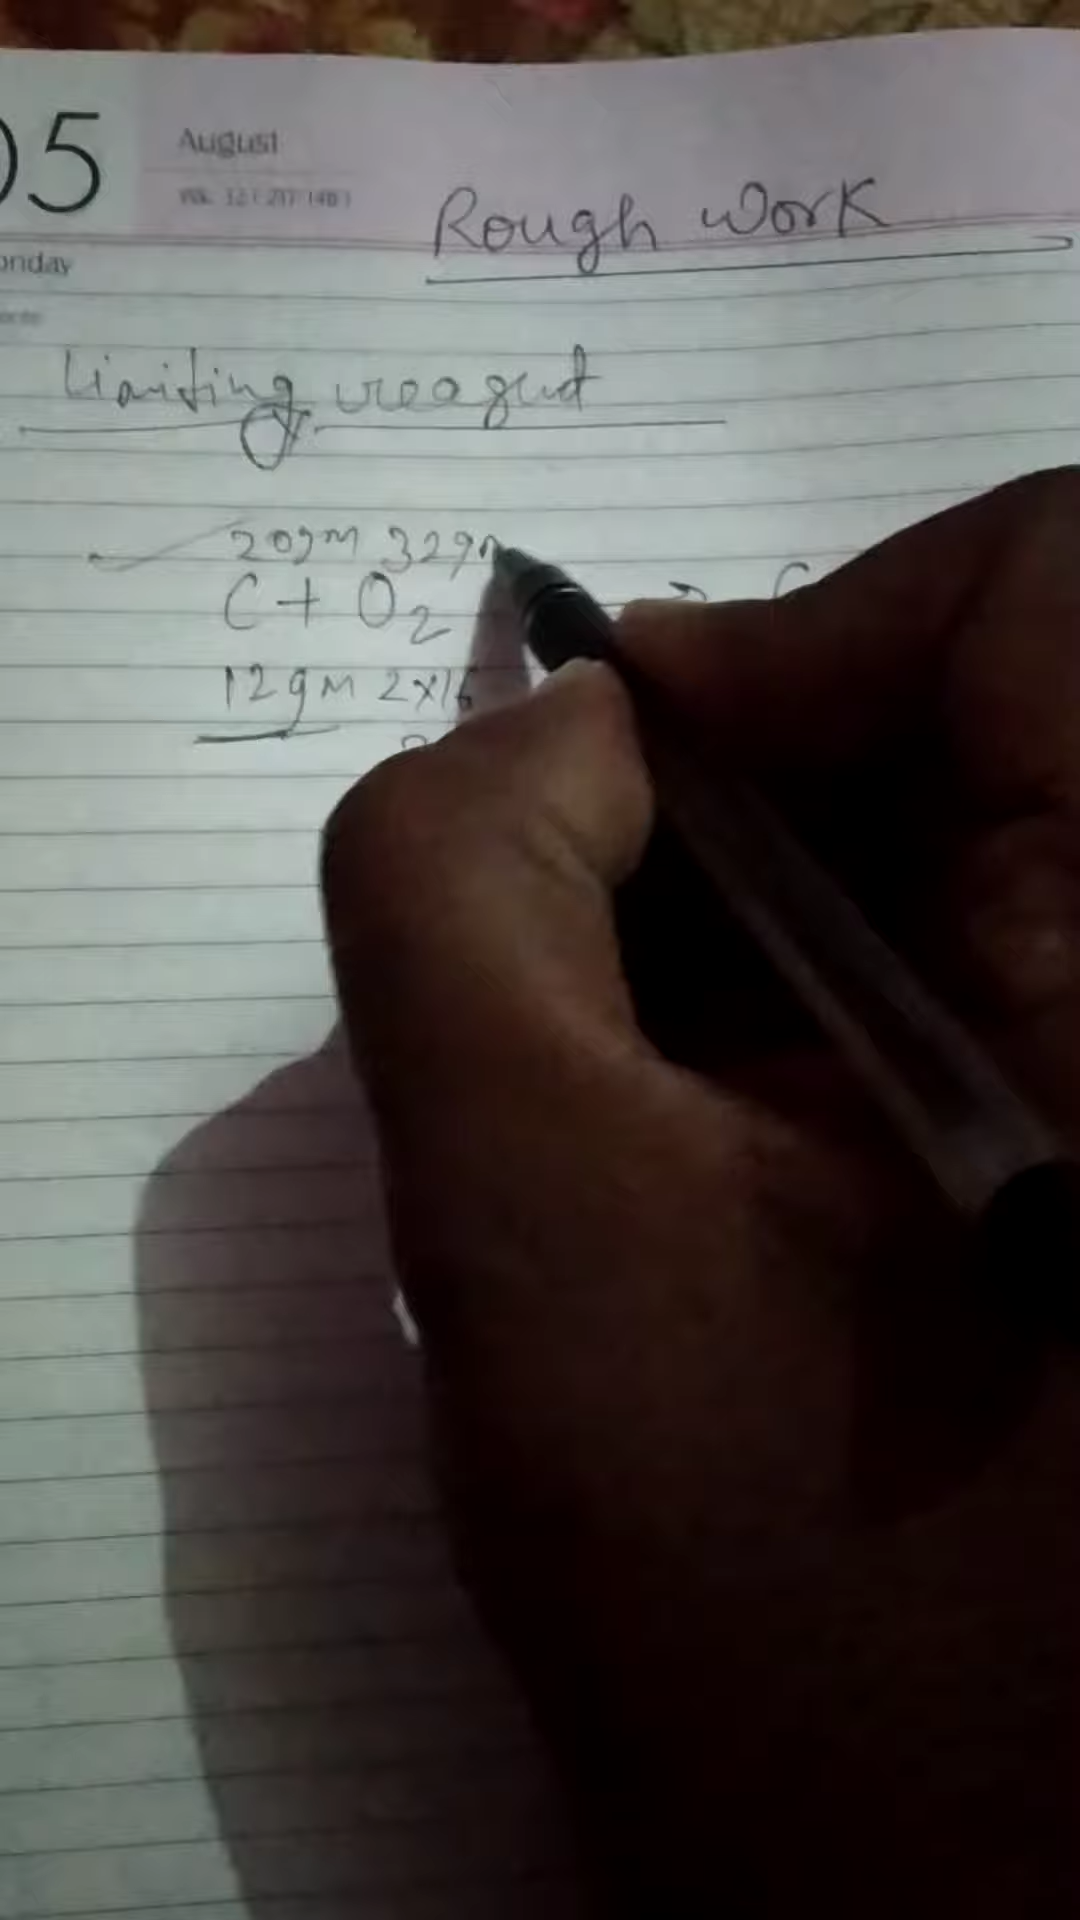 05
August
Rough Work
onday
Limiting reagent
20gm 32gm
C + O2 → C
12gm 2x16